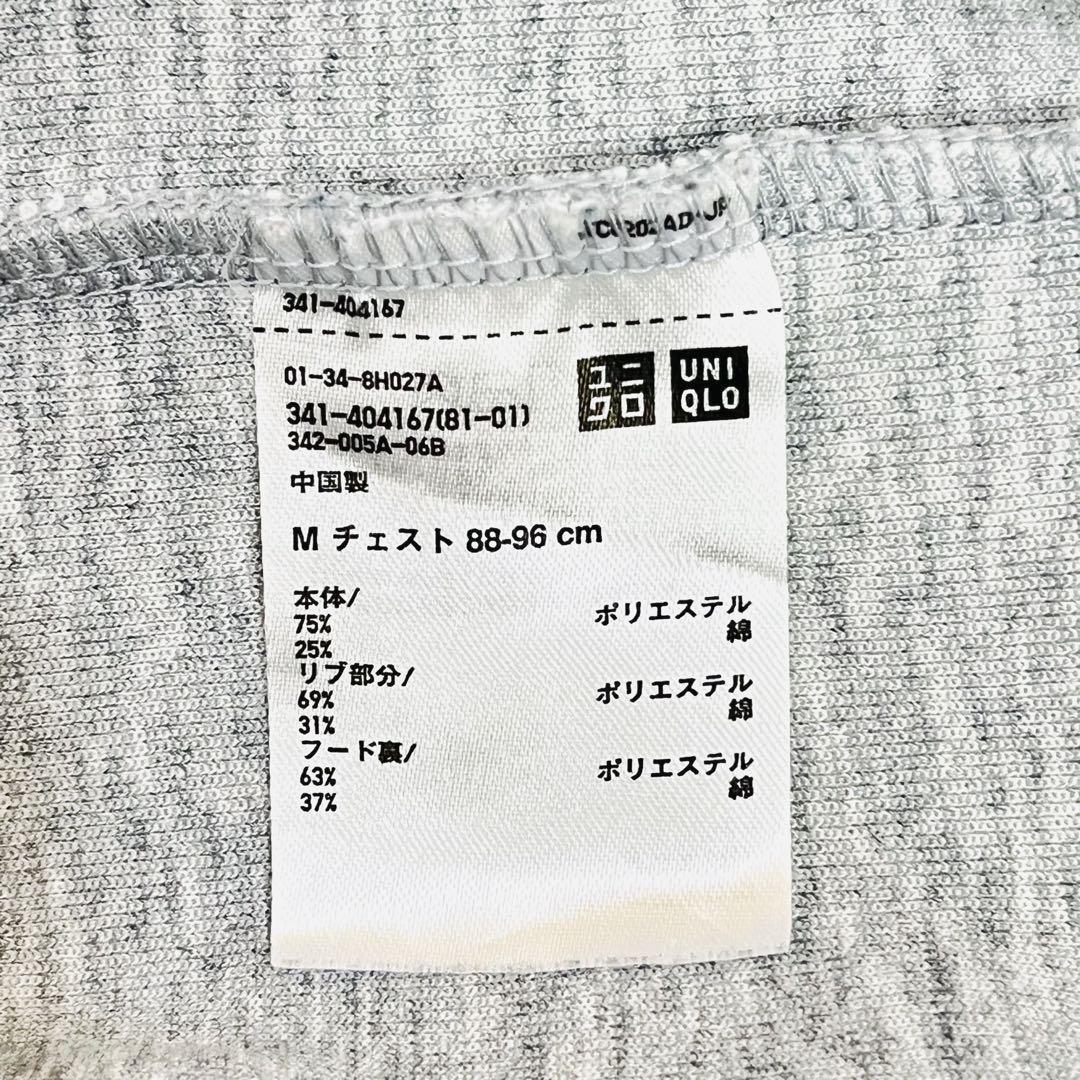 341-404167
01-34-8H027A
ユニクロ
UNIQLO
341-404167(81-01)
342-005A-06B
中国製
M チェスト 88-96 cm
本体/
75% ポリエステル
25% 綿
リブ部分/
69% ポリエステル
31% 綿
フード裏/
63% ポリエステル
37% 綿